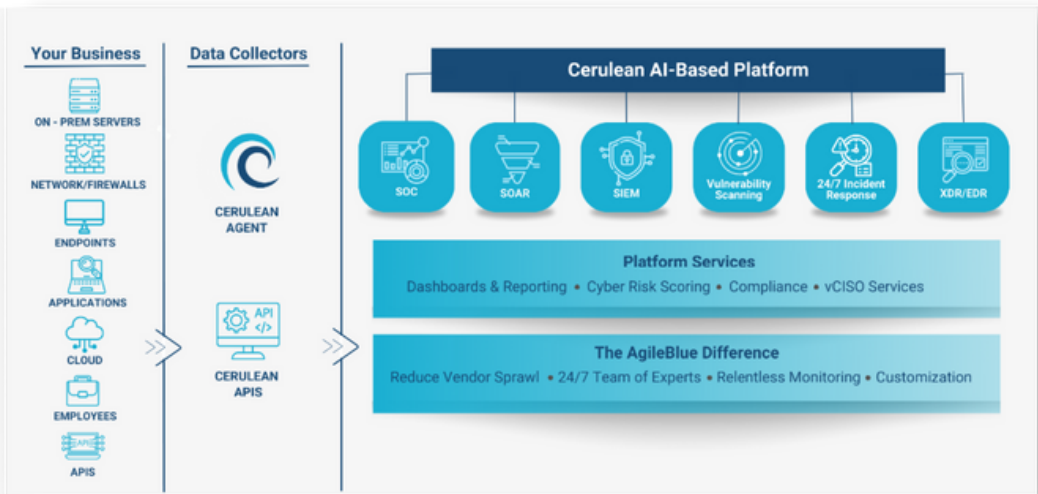 Your Business
ON - PREM SERVERS
NETWORK/FIREWALLS
ENDPOINTS
APPLICATIONS
CLOUD
EMPLOYEES
API
APIS
Data Collectors
CERULEAN
AGENT
API
</>
CERULEAN
APIS
Cerulean AI-Based Platform
SOC
SOAR
SIEM
Vulnerability
Scanning
24/7 Incident
Response
XDR/EDR
Platform Services
Dashboards & Reporting • Cyber Risk Scoring • Compliance • vCISO Services
The AgileBlue Difference
Reduce Vendor Sprawl • 24/7 Team of Experts • Relentless Monitoring • Customization